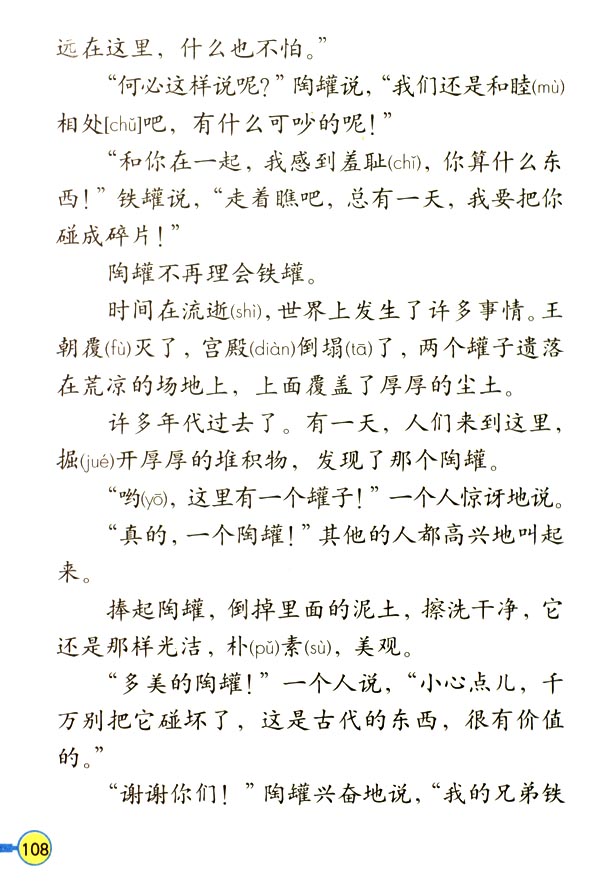 远在这里，什么也不怕。”
“何必这样说呢？”陶罐说，“我们还是和睦(mù)
相处[chǔ]吧，有什么可吵的呢！”
“和你在一起，我感到羞耻(chǐ)，你算什么东
西！”铁罐说，“走着瞧吧，总有一天，我要把你
碰成碎片！”
陶罐不再理会铁罐。
时间在流逝(shì)，世界上发生了许多事情。王
朝覆(fù)灭了，宫殿(diàn)倒塌(tā)了，两个罐子遗落
在荒凉的场地上，上面覆盖了厚厚的尘土。
许多年代过去了。有一天，人们来到这里，
掘(jué)开厚厚的堆积物，发现了那个陶罐。
“哟(yō)，这里有一个罐子！”一个人惊讶地说。
“真的，一个陶罐！”其他的人都高兴地叫起
来。
捧起陶罐，倒掉里面的泥土，擦洗干净，它
还是那样光洁，朴(pǔ)素(sù)，美观。
“多美的陶罐！”一个人说，“小心点儿，千
万别把它碰坏了，这是古代的东西，很有价值
的。”
“谢谢你们！”陶罐兴奋地说，“我的兄弟铁
108